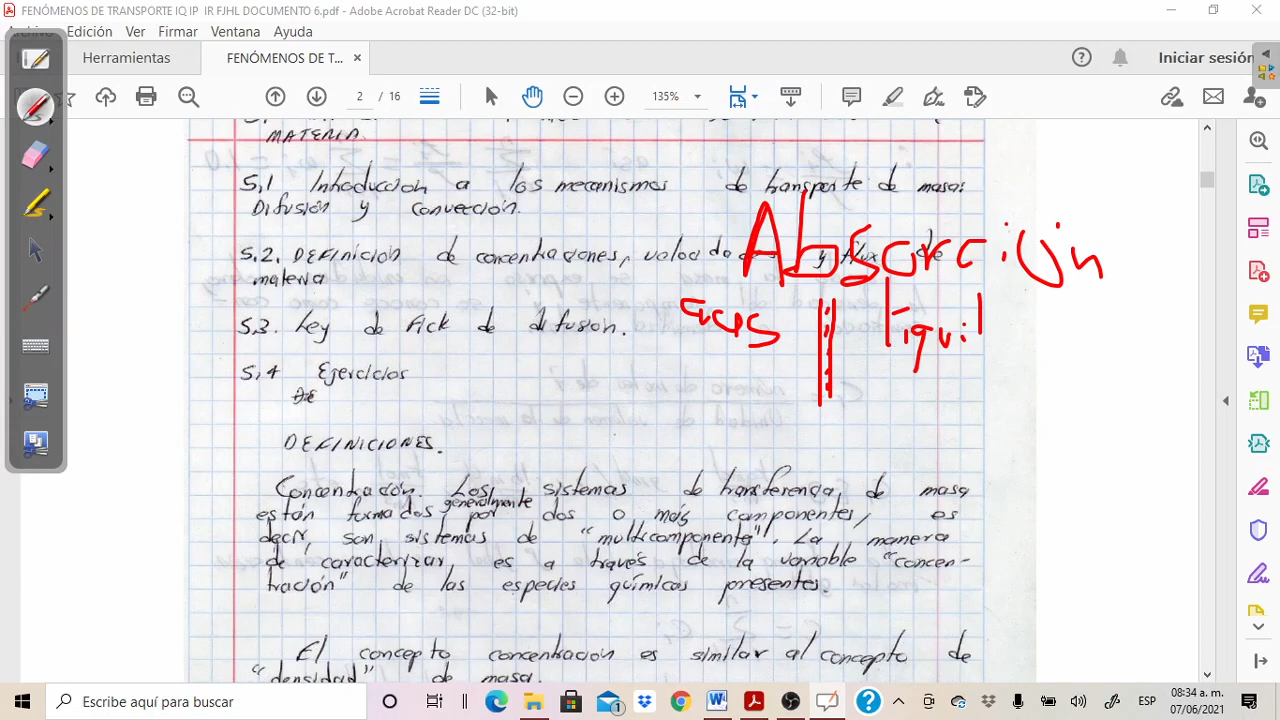 FENÓMENOS DE TRANSPORTE IQ IP IR FJHL DOCUMENTO 6.pdf - Adobe Acrobat Reader DC (32-bit)
Archivo Edición Ver Firmar Ventana Ayuda
Herramientas FENÓMENOS DE T... Iniciar sesión
2 / 16 135%
MATERIA.
5.1 Introducción a los mecanismos de transporte de masa:
Difusión y convección.
5.2. DEFINICIÓN de concentraciones, velocidades y flux de
materia
5.3. Ley de Fick de difusión.
5.4 Ejercicios
DEFINICIONES.
Concentración. Los sistemas de transferencia de masa
están formados generalmente por dos o más componentes, es
decir, son sistemas de "multicomponente". La manera
de caracterizar es a través de la variable "concen-
tración" de las especies químicas presentes.
El concepto concentración es similar al concepto de
"densidad" de masa.
Absorción
Escribe aquí para buscar
1
ESP
08:34 a. m.
07/06/2021